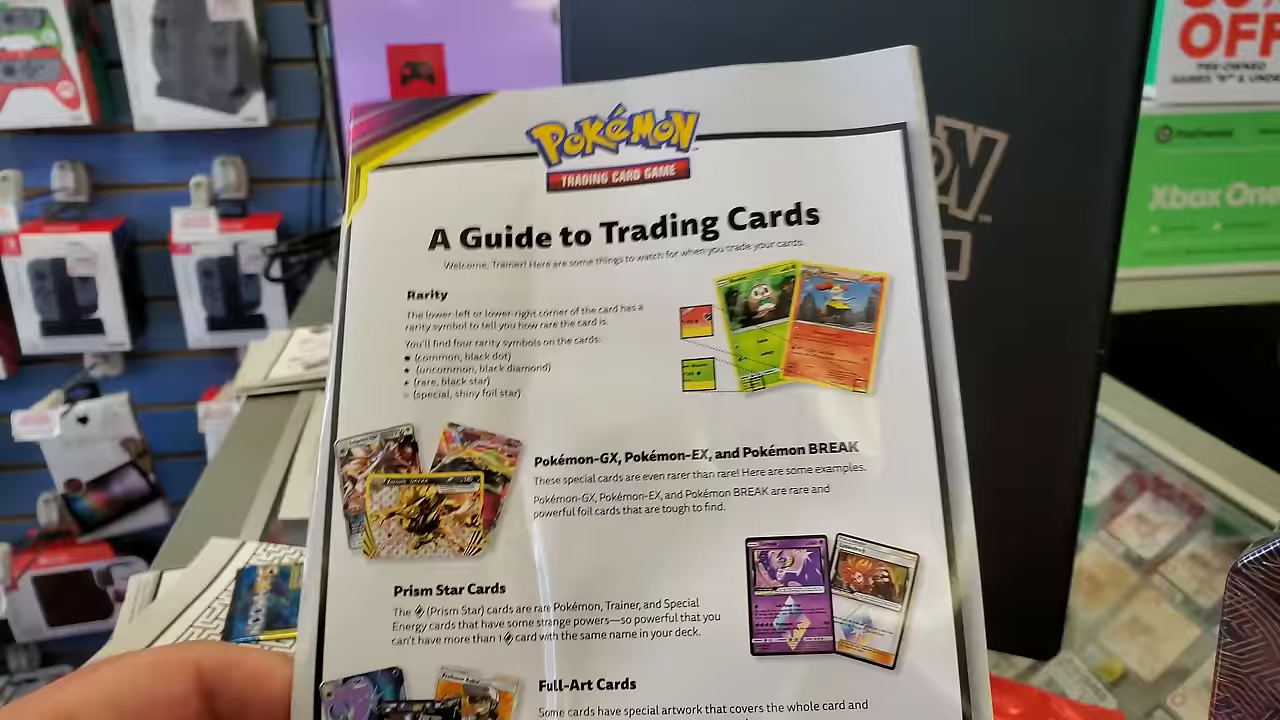 OFF
PRE-OWNED
Xbox One
POKéMON
TRADING CARD GAME
A Guide to Trading Cards
Welcome, Trainer! Here are some things to watch for when you trade your cards.
Rarity
The lower-left or lower-right corner of the card has a
rarity symbol to tell you how rare the card is.
You'll find four rarity symbols on the cards:
● (common, black dot)
◆ (uncommon, black diamond)
★ (rare, black star)
☆ (special, shiny foil star)
Pokémon-GX, Pokémon-EX, and Pokémon BREAK
These special cards are even rarer than rare! Here are some examples.
Pokémon-GX, Pokémon-EX, and Pokémon BREAK are rare and
powerful foil cards that are tough to find.
Prism Star Cards
The (Prism Star) cards are rare Pokémon, Trainer, and Special
Energy cards that have some strange powers—so powerful that you
can't have more than 1 card with the same name in your deck.
Full-Art Cards
Some cards have special artwork that covers the whole card and